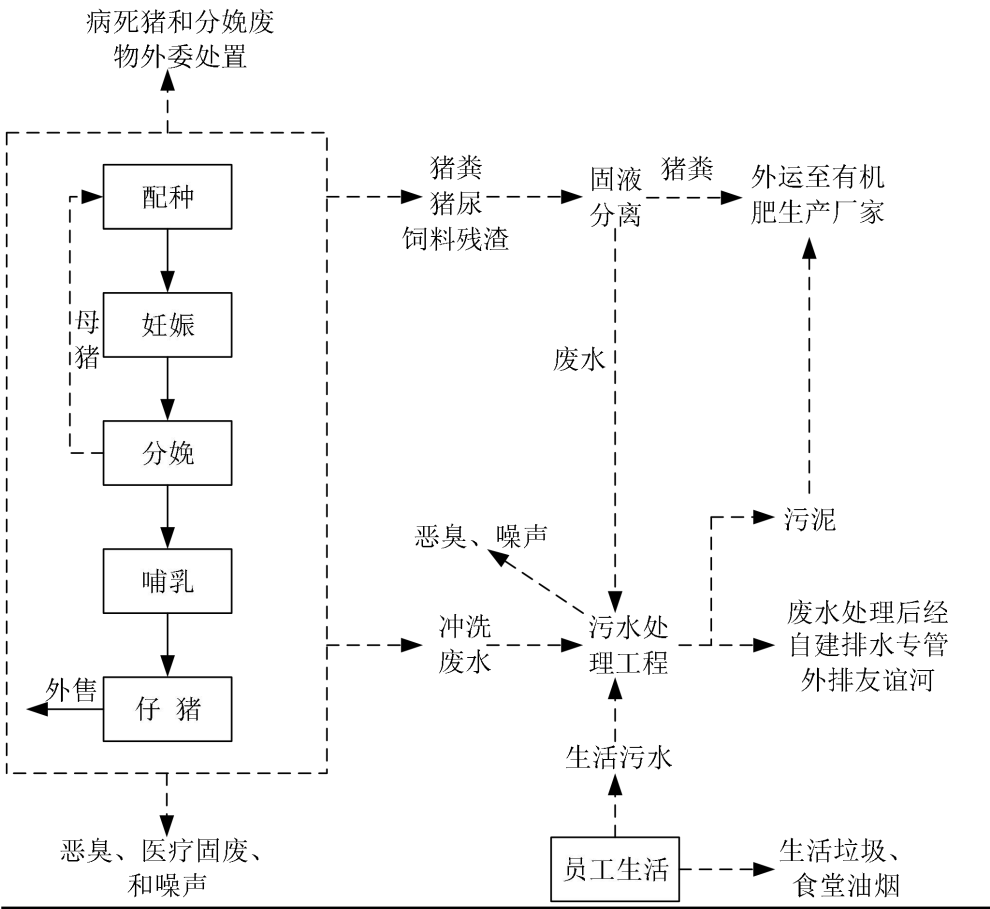 病死猪和分娩废
物外委处置
配种
妊娠
母
猪
分娩
哺乳
仔 猪
外售
恶臭、医疗固废、
和噪声
猪粪
猪尿
饲料残渣
固液
分离
猪粪
外运至有机
肥生产厂家
废水
污泥
恶臭、噪声
冲洗
废水
污水处
理工程
废水处理后经
自建排水专管
外排友谊河
生活污水
员工生活
生活垃圾、
食堂油烟